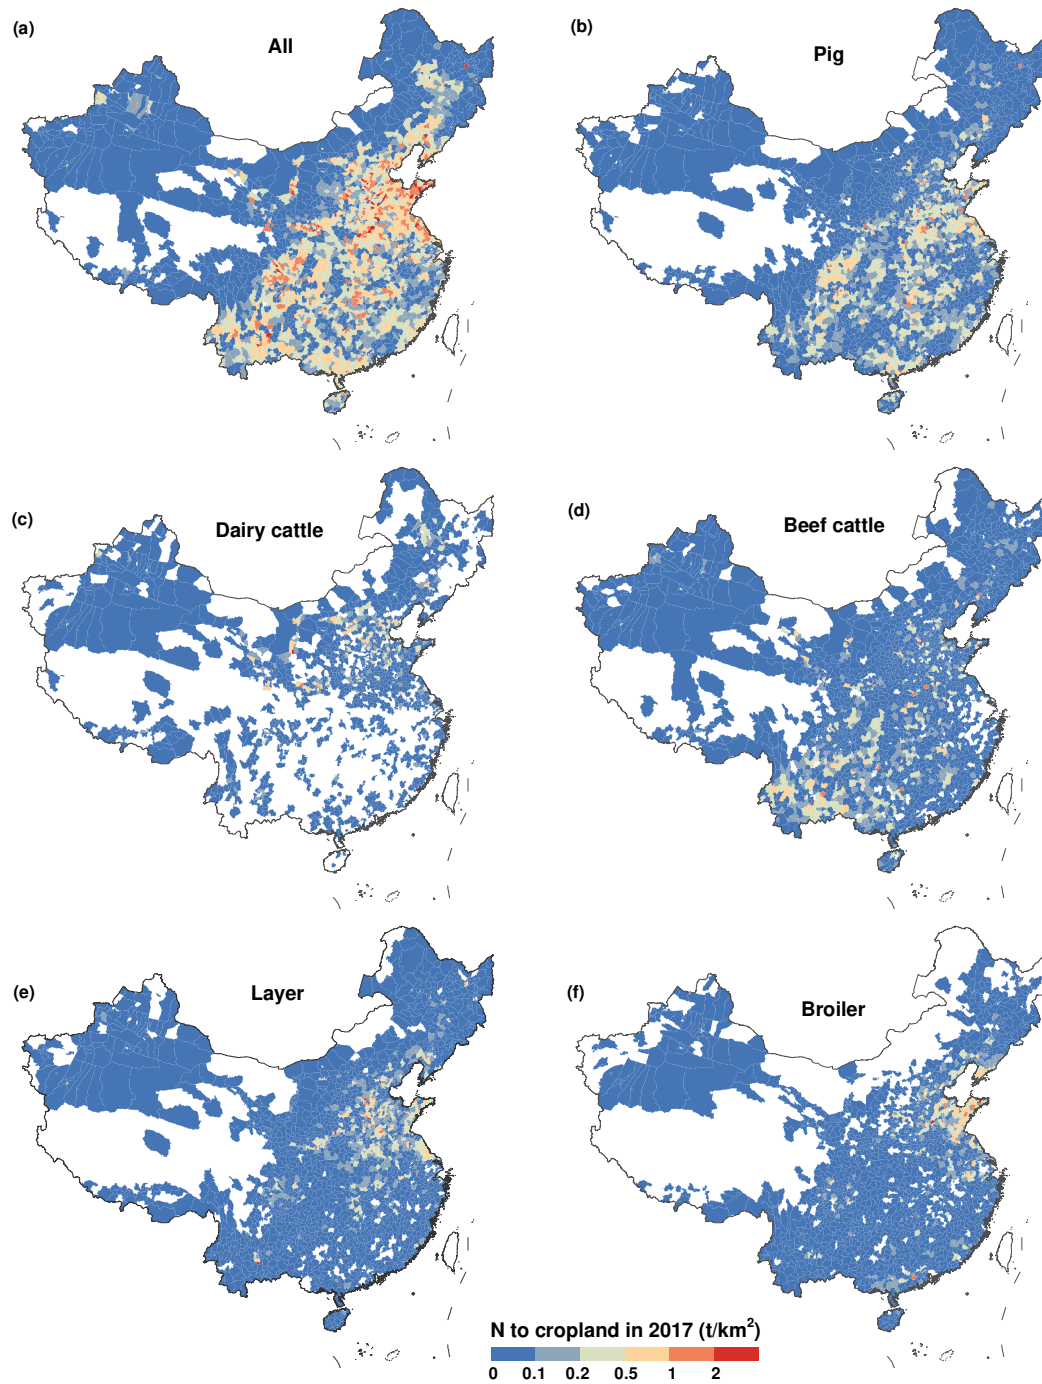 (a)
All
(b)
Pig
(c)
Dairy cattle
(d)
Beef cattle
(e)
Layer
(f)
Broiler
N to cropland in 2017 (t/km²)
0 0.1 0.2 0.5 1 2